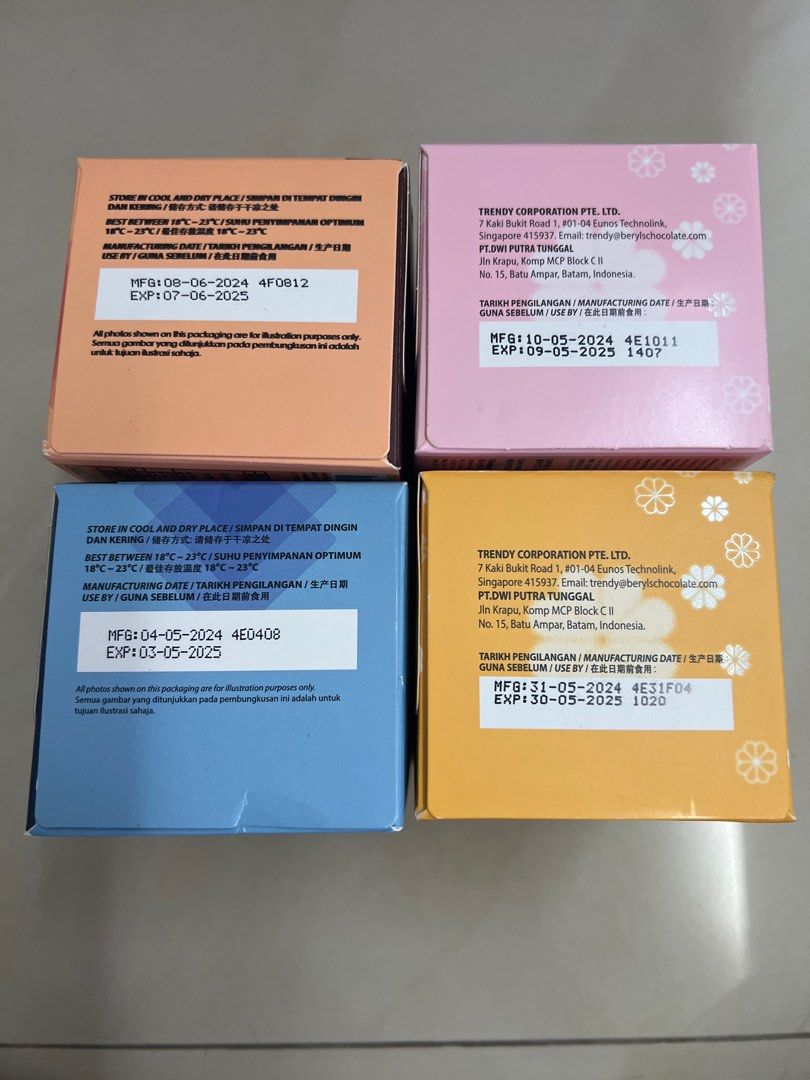 STORE IN COOL AND DRY PLACE / SIMPAN DI TEMPAT DINGIN
DAN KERING / 储存方式: 请储存于干凉之处
BEST BETWEEN 18°C ~ 23°C / SUHU PENYIMPANAN OPTIMUM
18°C ~ 23°C / 最佳存放温度 18°C ~ 23°C
MANUFACTURING DATE / TARIKH PENGILANGAN / 生产日期
USE BY / GUNA SEBELUM / 在此日期前食用
MFG:08-06-2024 4F0812
EXP:07-06-2025
All photos shown on this packaging are for illustration purposes only.
Semua gambar yang ditunjukkan pada pembungkusan ini adalah
untuk tujuan ilustrasi sahaja.
TRENDY CORPORATION PTE. LTD.
7 Kaki Bukit Road 1, #01-04 Eunos Technolink,
Singapore 415937. Email: trendy@berylschocolate.com
PT.DWI PUTRA TUNGGAL
Jln Krapu, Komp MCP Block C II
No. 15, Batu Ampar, Batam, Indonesia.
TARIKH PENGILANGAN / MANUFACTURING DATE / 生产日期
GUNA SEBELUM / USE BY / 在此日期前食用 :
MFG:10-05-2024 4E1011
EXP:09-05-2025 1407
STORE IN COOL AND DRY PLACE / SIMPAN DI TEMPAT DINGIN
DAN KERING / 储存方式: 请储存于干凉之处
BEST BETWEEN 18°C ~ 23°C / SUHU PENYIMPANAN OPTIMUM
18°C ~ 23°C / 最佳存放温度 18°C ~ 23°C
MANUFACTURING DATE / TARIKH PENGILANGAN / 生产日期
USE BY / GUNA SEBELUM / 在此日期前食用
MFG:04-05-2024 4E0408
EXP:03-05-2025
All photos shown on this packaging are for illustration purposes only.
Semua gambar yang ditunjukkan pada pembungkusan ini adalah untuk
tujuan ilustrasi sahaja.
TRENDY CORPORATION PTE. LTD.
7 Kaki Bukit Road 1, #01-04 Eunos Technolink,
Singapore 415937. Email: trendy@berylschocolate.com
PT.DWI PUTRA TUNGGAL
Jln Krapu, Komp MCP Block C II
No. 15, Batu Ampar, Batam, Indonesia.
TARIKH PENGILANGAN / MANUFACTURING DATE / 生产日期
GUNA SEBELUM / USE BY / 在此日期前食用 :
MFG:31-05-2024 4E31F04
EXP:30-05-2025 1020